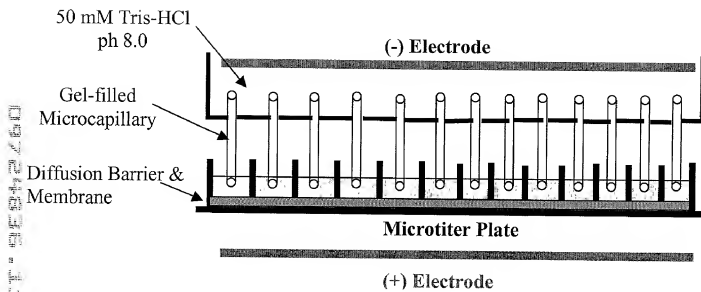 50 mM Tris-HCl
ph 8.0
(-) Electrode
Gel-filled
Microcapillary
Diffusion Barrier &
Membrane
Microtiter Plate
(+) Electrode